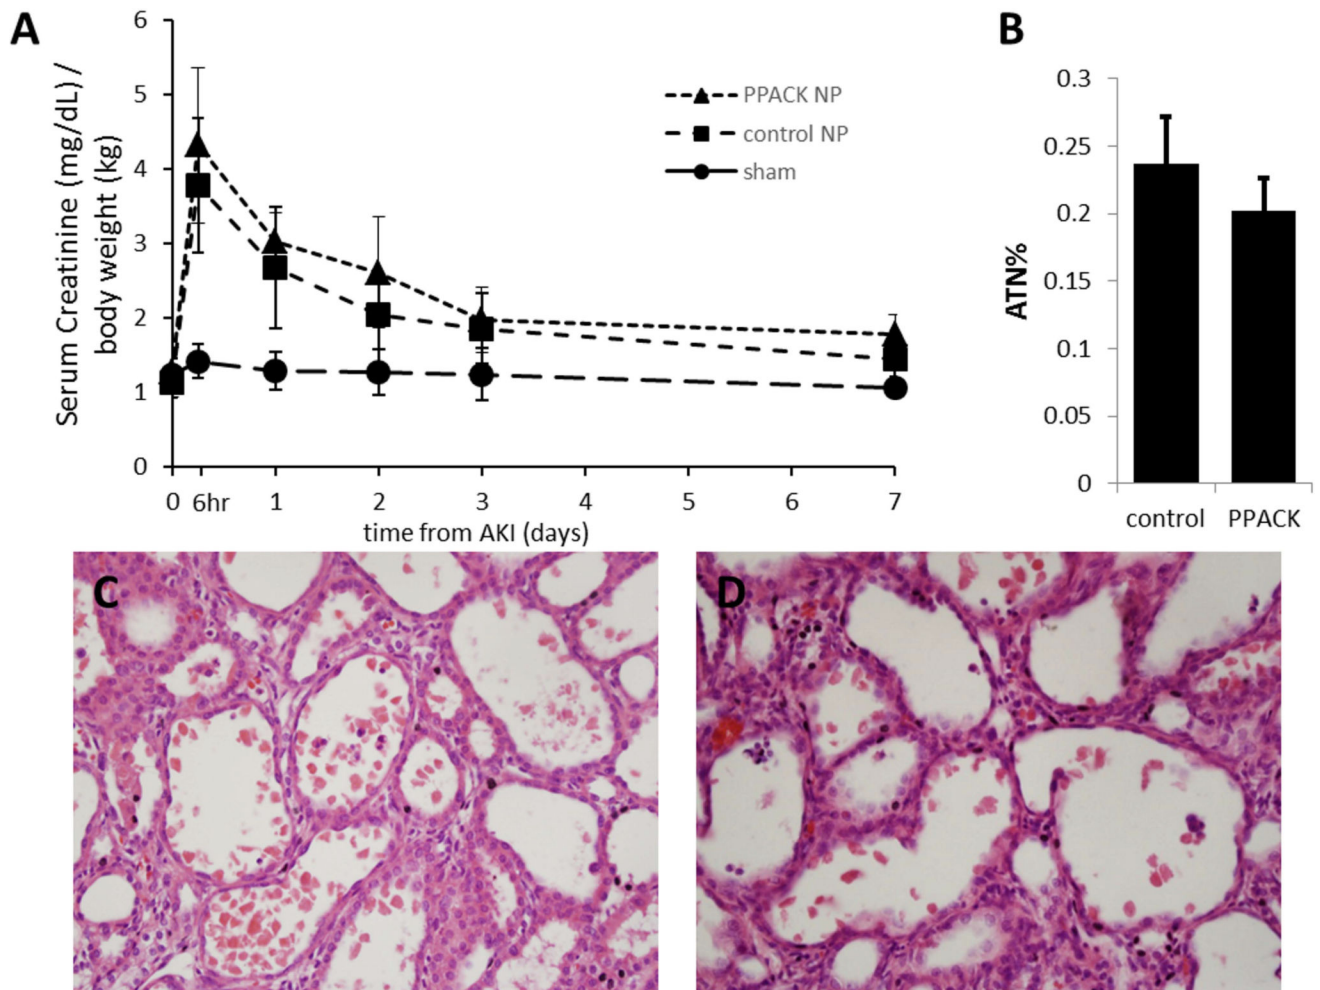 A
Serum Creatinine (mg/dL) /
body weight (kg)
6
5
4
3
2
1
0
PPACK NP
control NP
sham
0 6hr 1 2 3 4 5 6 7
time from AKI (days)
B
ATN%
0.3
0.25
0.2
0.15
0.1
0.05
0
control PPACK
C
D